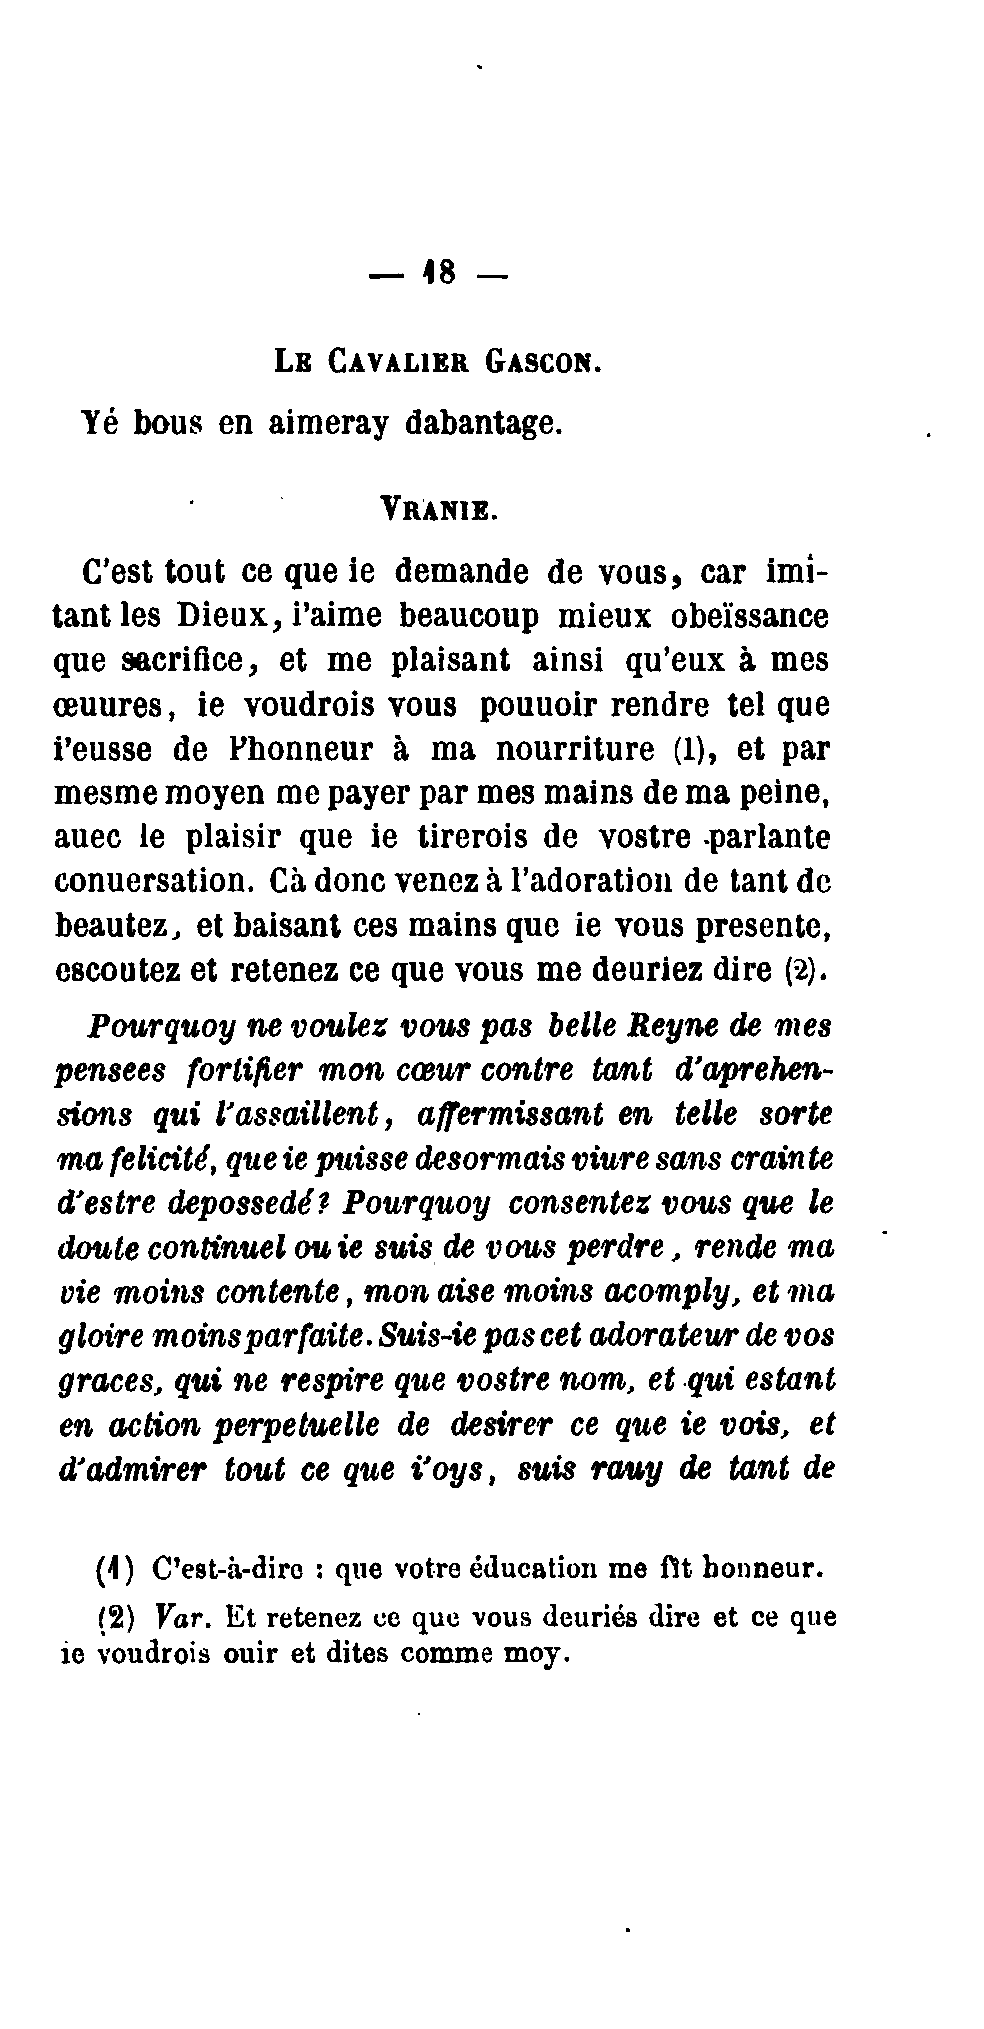 — 18 —
LE CAVALIER GASCON.
Yé bous en aimeray dabantage.
VRANIE.
C'est tout ce que ie demande de vous, car imi-
tant les Dieux, i'aime beaucoup mieux obeïssance
que sacrifice, et me plaisant ainsi qu'eux à mes
œuures, ie voudrois vous pouuoir rendre tel que
i'eusse de l'honneur à ma nourriture (1), et par
mesme moyen me payer par mes mains de ma peine,
auec le plaisir que ie tirerois de vostre parlante
conuersation. Cà donc venez à l'adoration de tant de
beautez, et baisant ces mains que ie vous presente,
escoutez et retenez ce que vous me deuriez dire (2).
Pourquoy ne voulez vous pas belle Reyne de mes
pensees fortifier mon cœur contre tant d'aprehen-
sions qui l'assaillent, affermissant en telle sorte
ma felicité, que ie puisse desormais viure sans crainte
d'estre depossedé? Pourquoy consentez vous que le
doute continuel ou ie suis de vous perdre, rende ma
vie moins contente, mon aise moins acomply, et ma
gloire moins parfaite. Suis-ie pas cet adorateur de vos
graces, qui ne respire que vostre nom, et qui estant
en action perpetuelle de desirer ce que ie vois, et
d'admirer tout ce que i'oys, suis rauy de tant de
(1) C'est-à-dire : que votre éducation me fît honneur.
(2) Var. Et retenez ce que vous deuriés dire et ce que
ie voudrois ouir et dites comme moy.